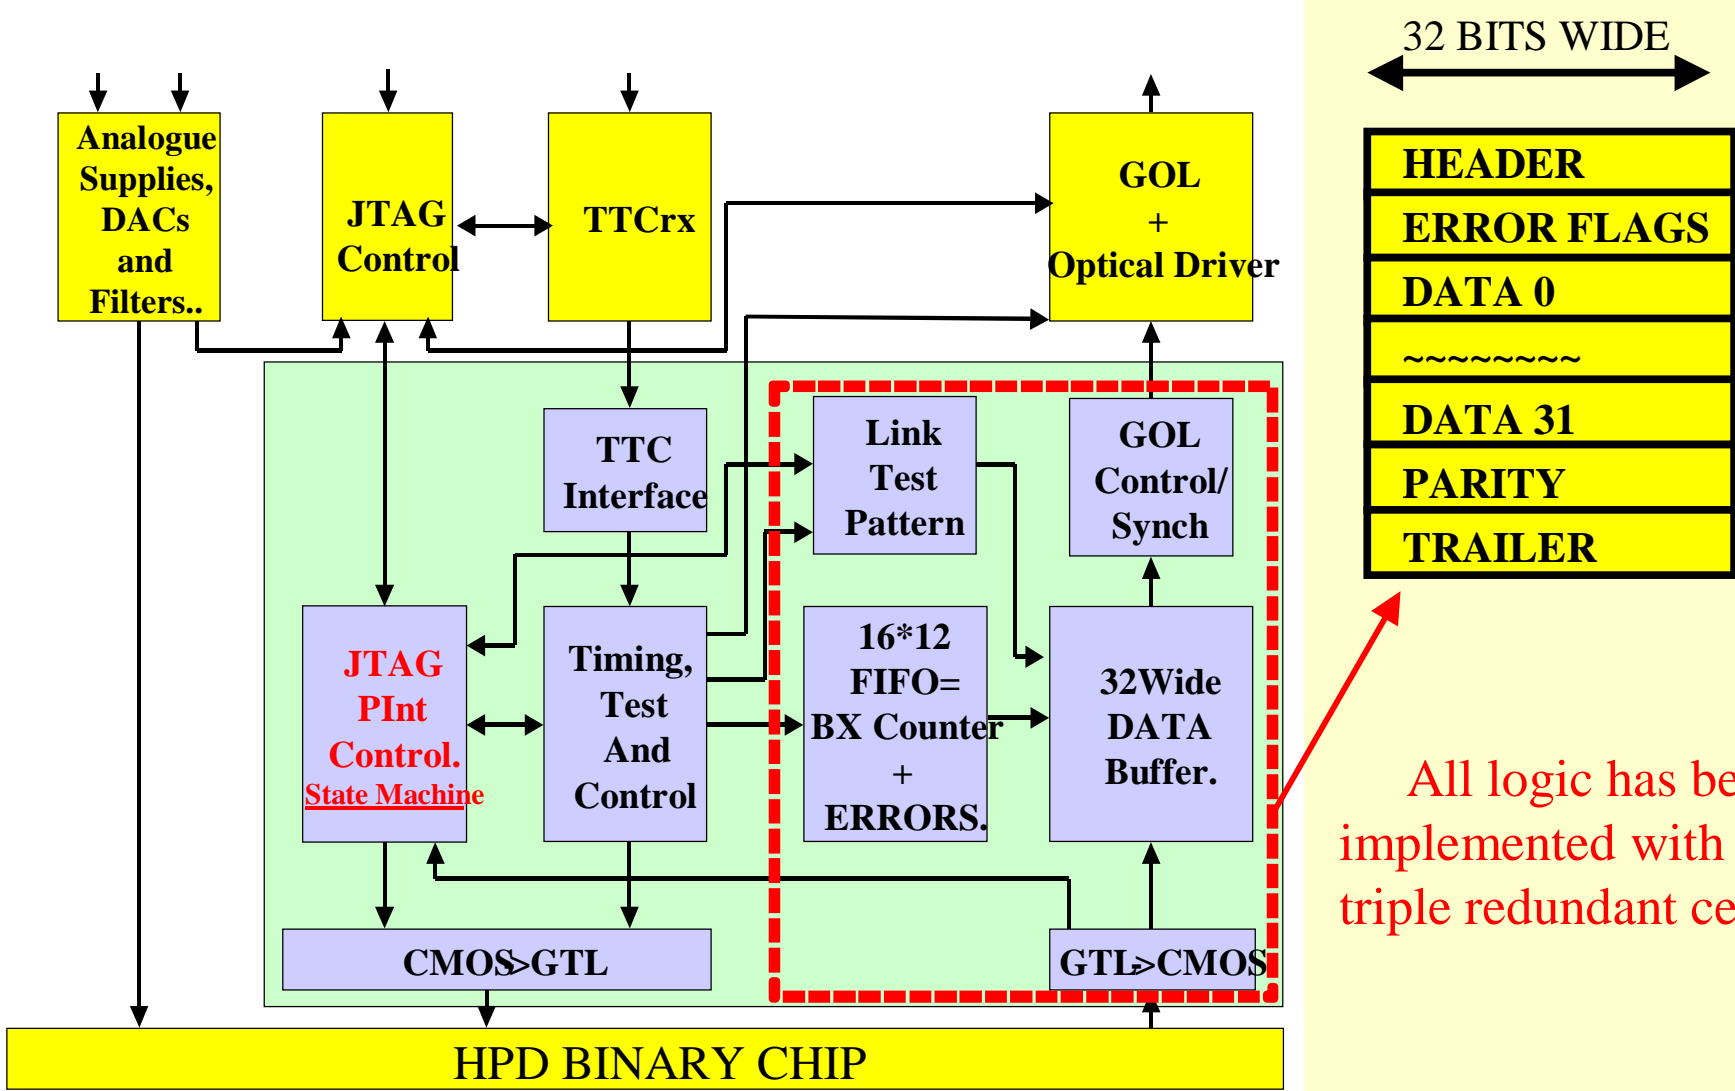 32 BITS WIDE
Analogue
Supplies,
DACs
and
Filters..
JTAG
Control
TTCrx
GOL
+
Optical Driver
HEADER
ERROR FLAGS
DATA 0
~~~~~~~~
DATA 31
PARITY
TRAILER
TTC
Interface
Link
Test
Pattern
GOL
Control/
Synch
JTAG
PInt
Control.
State Machine
Timing,
Test
And
Control
16*12
FIFO=
BX Counter
+
ERRORS.
32Wide
DATA
Buffer.
All logic has be
implemented with
triple redundant ce
CMOS>GTL
GTL>CMOS
HPD BINARY CHIP